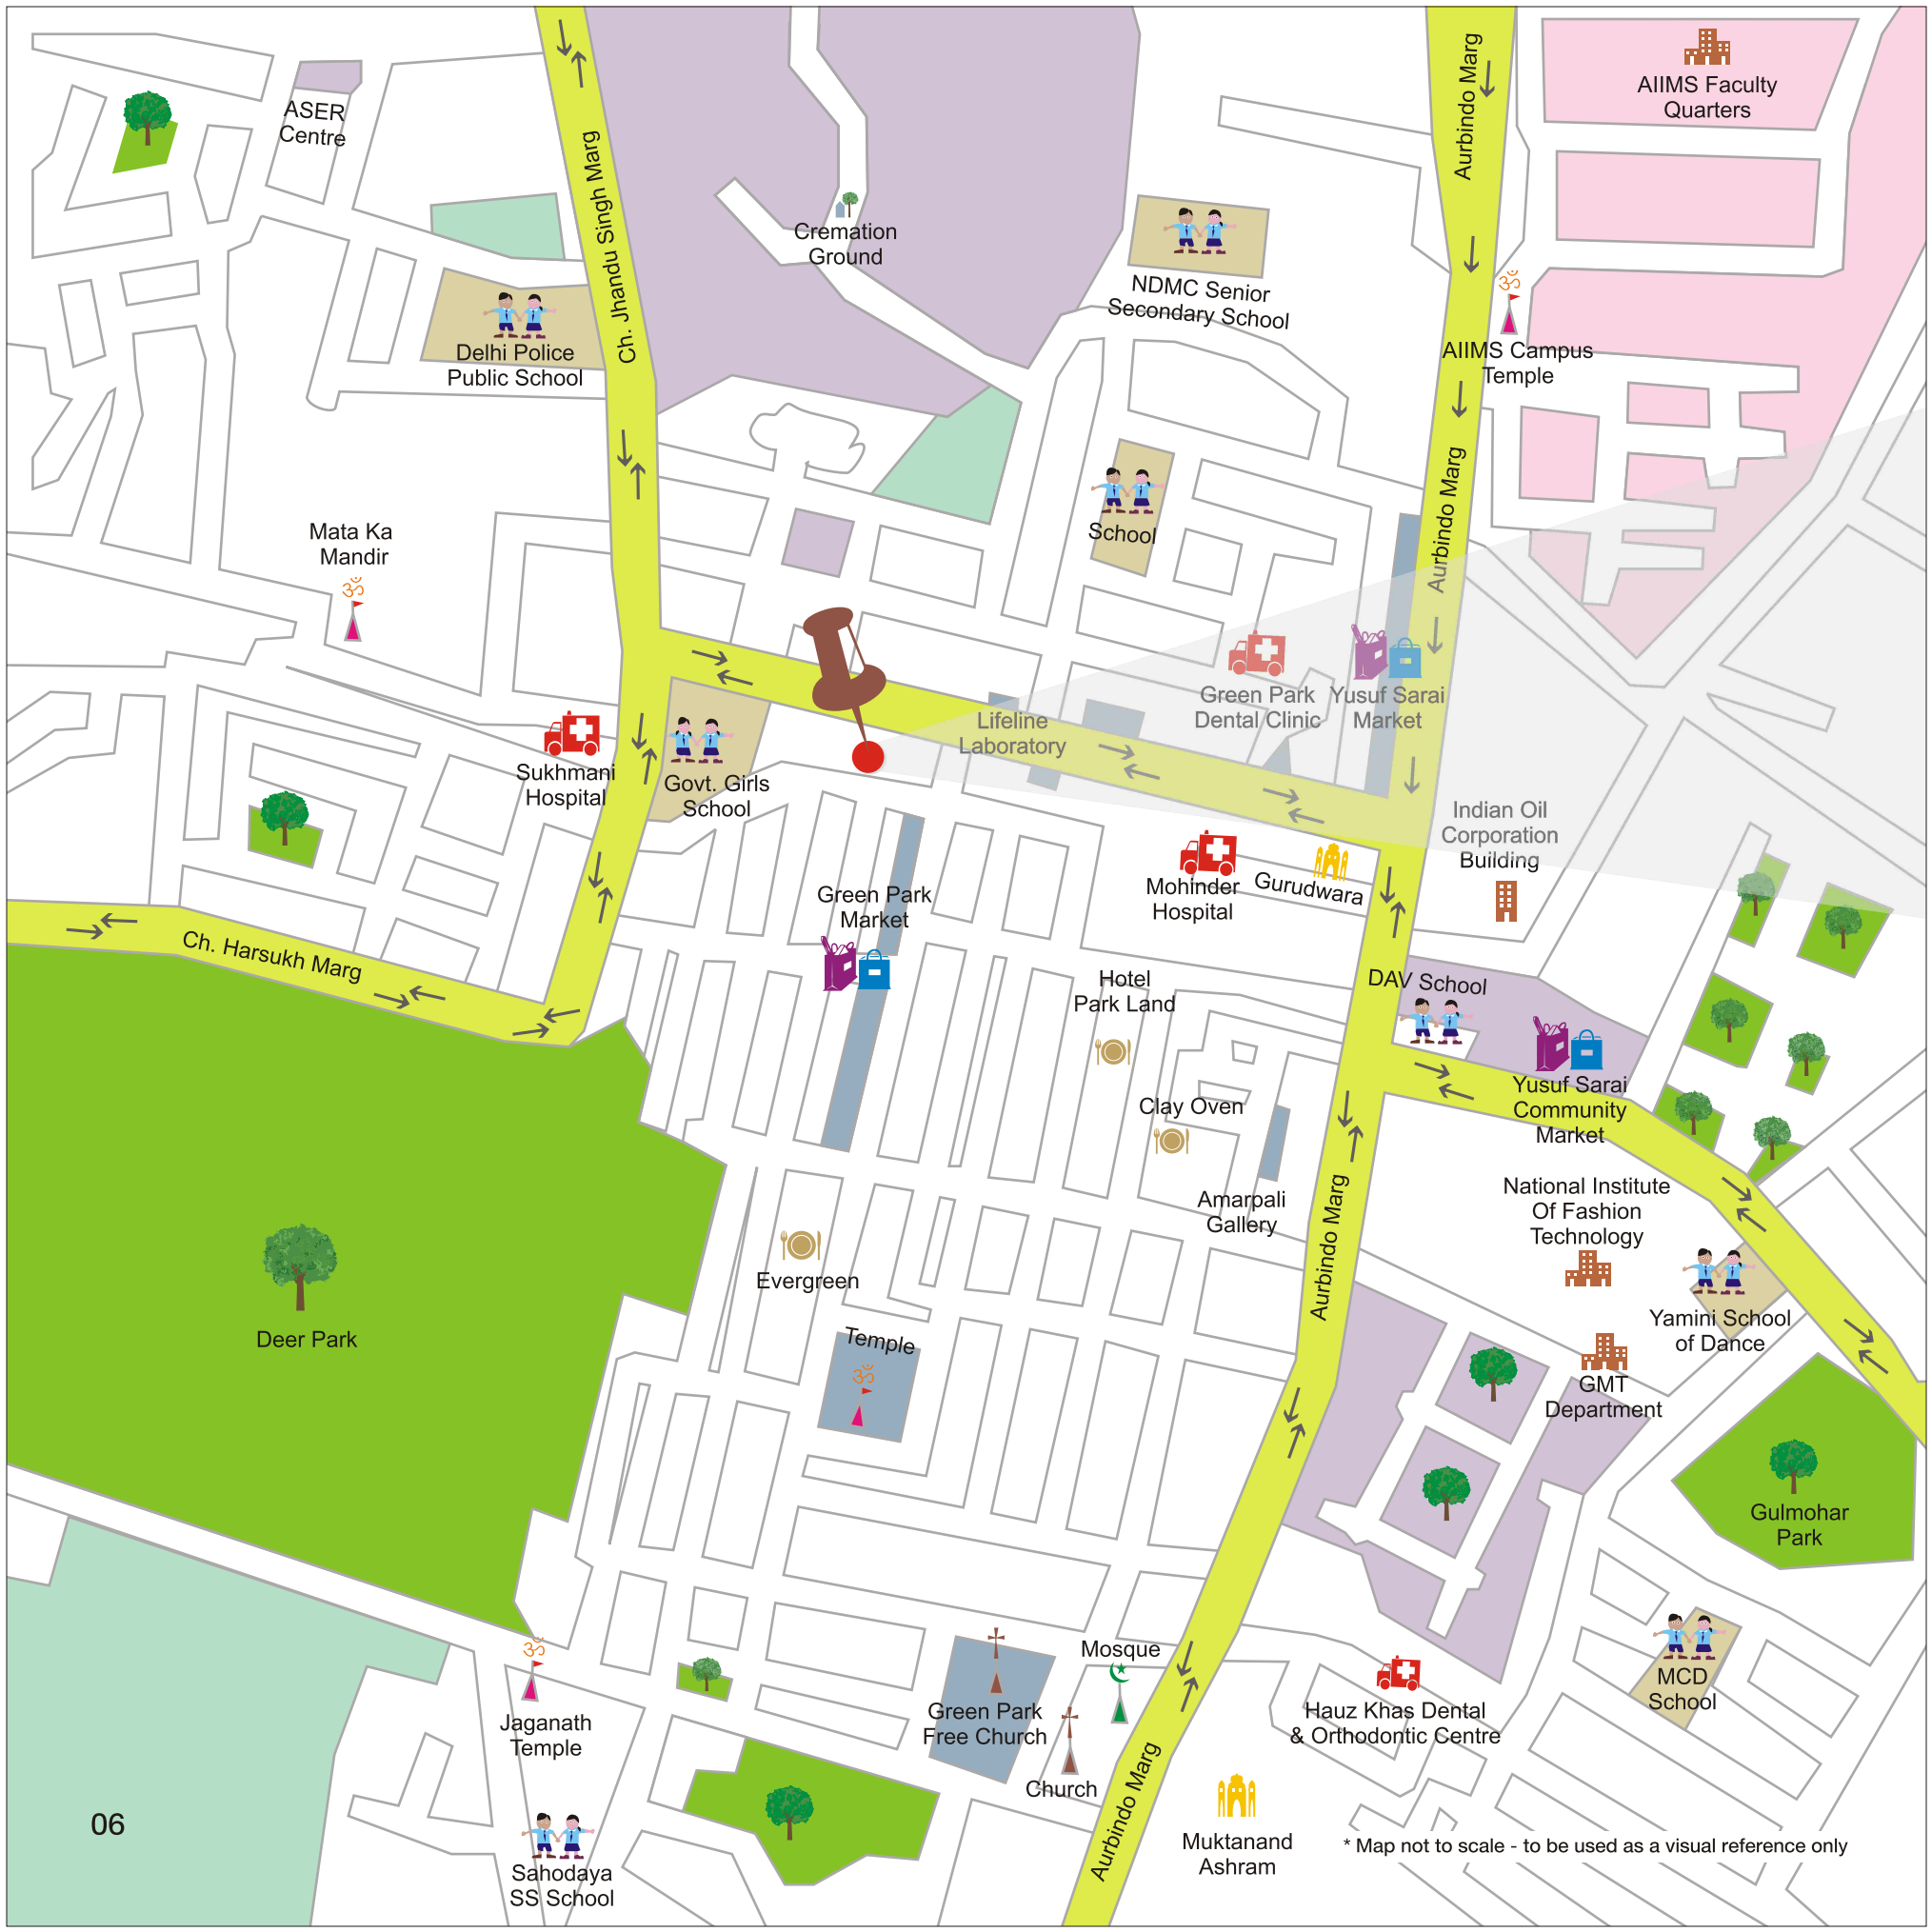 AIIMS Faculty
Quarters
Aurbindo Marg
ASER
Centre
Ch. Jhandu Singh Marg
Cremation
Ground
NDMC Senior
Secondary School
ॐ
AIIMS Campus
Temple
Delhi Police
Public School
Aurbindo Marg
School
Mata Ka
Mandir
ॐ
Green Park
Dental Clinic
Yusuf Sarai
Market
Lifeline
Laboratory
Sukhmani
Hospital
Govt. Girls
School
Indian Oil
Corporation
Building
Mohinder
Hospital
Gurudwara
Green Park
Market
Ch. Harsukh Marg
DAV School
Hotel
Park Land
Yusuf Sarai
Community
Market
Clay Oven
Amarpali
Gallery
Aurbindo Marg
National Institute
Of Fashion
Technology
Evergreen
Deer Park
Yamini School
of Dance
Temple
ॐ
GMT
Department
Gulmohar
Park
ॐ
Mosque
MCD
School
Green Park
Free Church
Hauz Khas Dental
& Orthodontic Centre
Jaganath
Temple
Church
Aurbindo Marg
06
Muktanand
Ashram
* Map not to scale - to be used as a visual reference only
Sahodaya
SS School